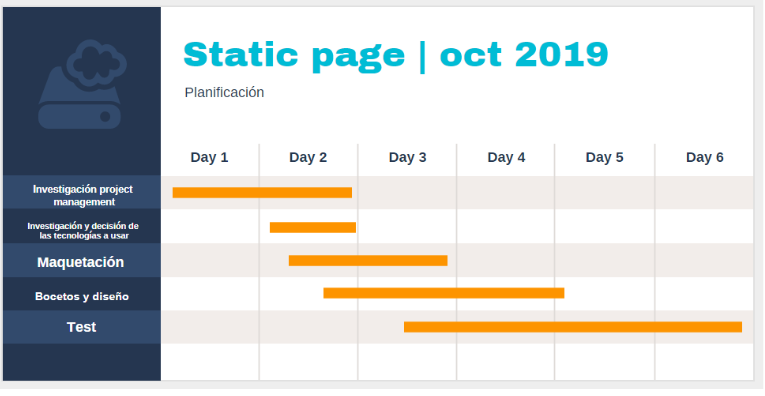 Static page | oct 2019
Planificación
Day 1 Day 2 Day 3 Day 4 Day 5 Day 6
Investigación project
management
Investigación y decisión de
las tecnologías a usar
Maquetación
Bocetos y diseño
Test